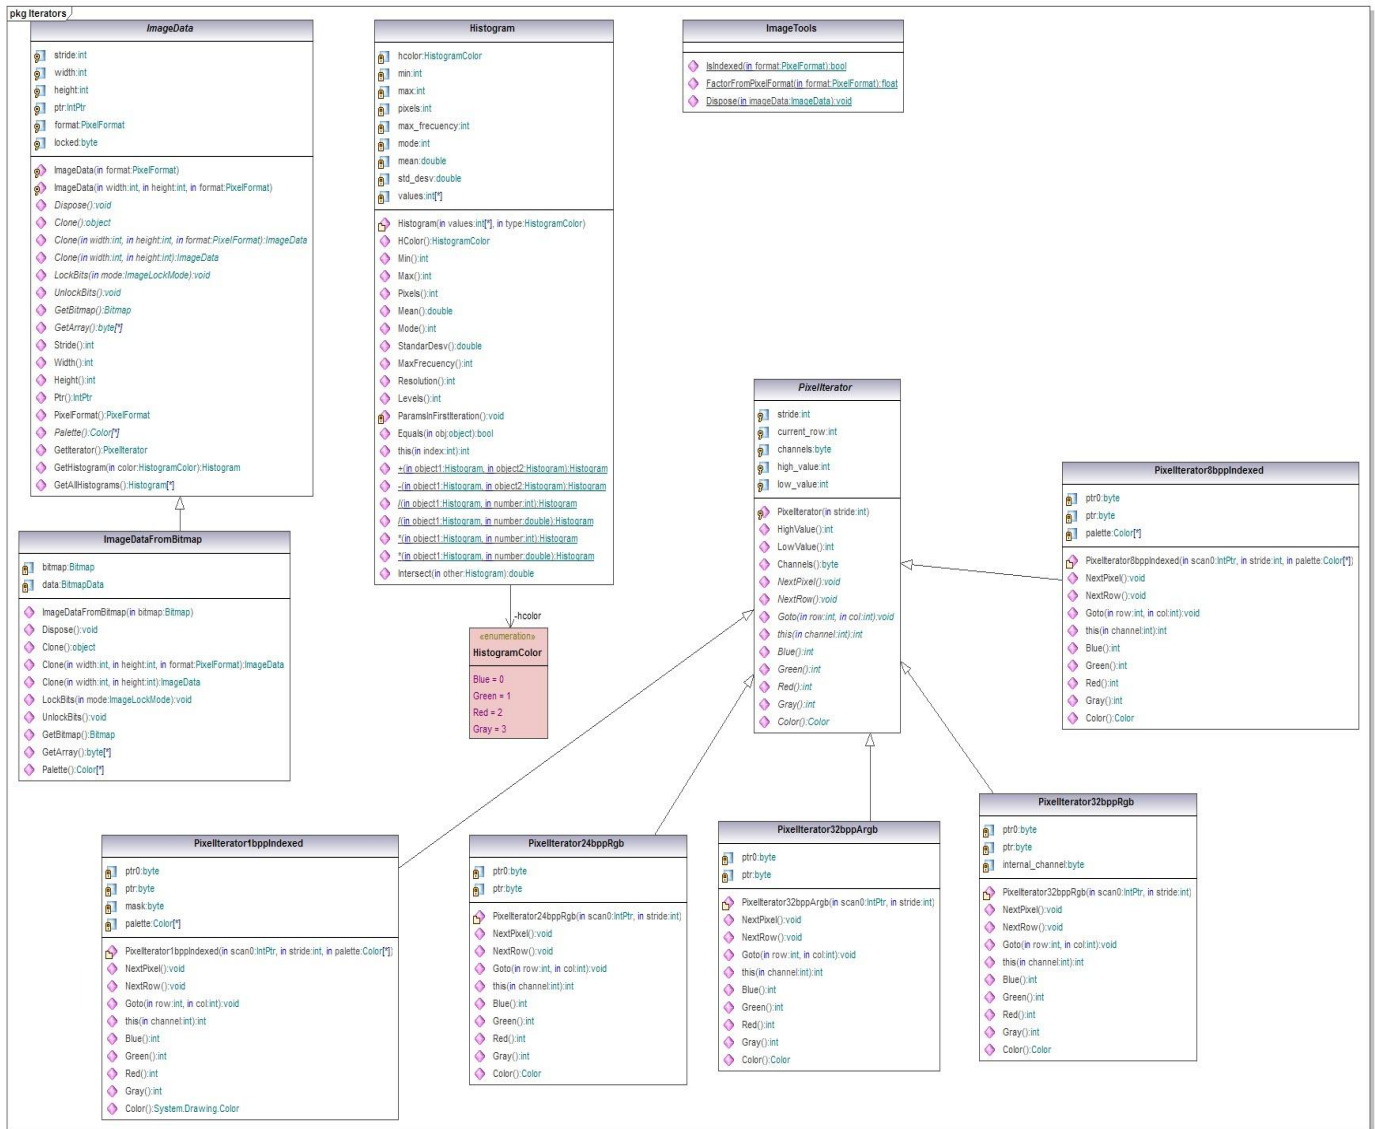 pkg Iterators
ImageData
stride:int
width:int
height:int
ptr:IntPtr
format:PixelFormat
locked:byte
ImageData(in format:PixelFormat)
ImageData(in width:int, in height:int, in format:PixelFormat)
Dispose():void
Clone():object
Clone(in width:int, in height:int, in format:PixelFormat):ImageData
Clone(in width:int, in height:int):ImageData
LockBits(in mode:ImageLockMode):void
UnlockBits():void
GetBitmap():Bitmap
GetArray():byte[*]
Stride():int
Width():int
Height():int
Ptr():IntPtr
PixelFormat():PixelFormat
Palette():Color[*]
GetIterator():PixelIterator
GetHistogram(in color:HistogramColor):Histogram
GetAllHistograms():Histogram[*]
ImageDataFromBitmap
bitmap:Bitmap
data:BitmapData
ImageDataFromBitmap(in bitmap:Bitmap)
Dispose():void
Clone():object
Clone(in width:int, in height:int, in format:PixelFormat):ImageData
Clone(in width:int, in height:int):ImageData
LockBits(in mode:ImageLockMode):void
UnlockBits():void
GetBitmap():Bitmap
GetArray():byte[*]
Palette():Color[*]
Histogram
hcolor:HistogramColor
min:int
max:int
pixels:int
max_frecuency:int
mode:int
mean:double
std_desv:double
values:int[*]
Histogram(in values:int[*], in type:HistogramColor)
HColor():HistogramColor
Min():int
Max():int
Pixels():int
Mean():double
Mode():int
StandarDesv():double
MaxFrecuency():int
Resolution():int
Levels():int
ParamsInFirstIteration():void
Equals(in obj:object):bool
this(in index:int):int
+(in object1:Histogram, in object2:Histogram):Histogram
-(in object1:Histogram, in object2:Histogram):Histogram
/(in object1:Histogram, in number:int):Histogram
/(in object1:Histogram, in number:double):Histogram
*(in object1:Histogram, in number:int):Histogram
*(in object1:Histogram, in number:double):Histogram
Intersect(in other:Histogram):double
-hcolor
«enumeration»
HistogramColor
Blue = 0
Green = 1
Red = 2
Gray = 3
ImageTools
IsIndexed(in format:PixelFormat):bool
FactorFromPixelFormat(in format:PixelFormat):float
Dispose(in imageData:ImageData):void
PixelIterator
stride:int
current_row:int
channels:byte
high_value:int
low_value:int
PixelIterator(in stride:int)
HighValue():int
LowValue():int
Channels():byte
NextPixel():void
NextRow():void
Goto(in row:int, in col:int):void
this(in channel:int):int
Blue():int
Green():int
Red():int
Gray():int
Color():Color
PixelIterator8bppIndexed
ptr0:byte
ptr:byte
palette:Color[*]
PixelIterator8bppIndexed(in scan0:IntPtr, in stride:int, in palette:Color[*])
NextPixel():void
NextRow():void
Goto(in row:int, in col:int):void
this(in channel:int):int
Blue():int
Green():int
Red():int
Gray():int
Color():Color
PixelIterator1bppIndexed
ptr0:byte
ptr:byte
mask:byte
palette:Color[*]
PixelIterator1bppIndexed(in scan0:IntPtr, in stride:int, in palette:Color[*])
NextPixel():void
NextRow():void
Goto(in row:int, in col:int):void
this(in channel:int):int
Blue():int
Green():int
Red():int
Gray():int
Color():System.Drawing.Color
PixelIterator24bppRgb
ptr0:byte
ptr:byte
PixelIterator24bppRgb(in scan0:IntPtr, in stride:int)
NextPixel():void
NextRow():void
Goto(in row:int, in col:int):void
this(in channel:int):int
Blue():int
Green():int
Red():int
Gray():int
Color():Color
PixelIterator32bppArgb
ptr0:byte
ptr:byte
PixelIterator32bppArgb(in scan0:IntPtr, in stride:int)
NextPixel():void
NextRow():void
Goto(in row:int, in col:int):void
this(in channel:int):int
Blue():int
Green():int
Red():int
Gray():int
Color():Color
PixelIterator32bppRgb
ptr0:byte
ptr:byte
internal_channel:byte
PixelIterator32bppRgb(in scan0:IntPtr, in stride:int)
NextPixel():void
NextRow():void
Goto(in row:int, in col:int):void
this(in channel:int):int
Blue():int
Green():int
Red():int
Gray():int
Color():Color